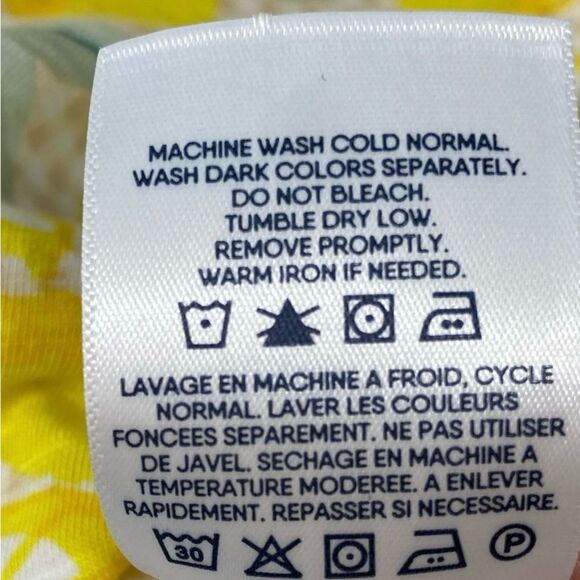 MACHINE WASH COLD NORMAL.
WASH DARK COLORS SEPARATELY.
DO NOT BLEACH.
TUMBLE DRY LOW.
REMOVE PROMPTLY.
WARM IRON IF NEEDED.
LAVAGE EN MACHINE A FROID, CYCLE
NORMAL. LAVER LES COULEURS
FONCEES SEPAREMENT. NE PAS UTILISER
DE JAVEL. SECHAGE EN MACHINE A
TEMPERATURE MODEREE. A ENLEVER
RAPIDEMENT. REPASSER SI NECESSAIRE.
30 P